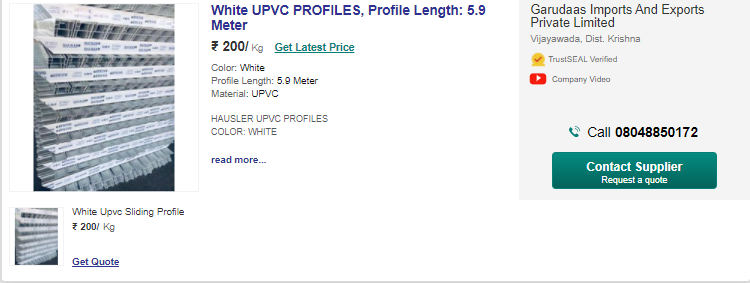 White UPVC PROFILES, Profile Length: 5.9
Meter
₹ 200/ Kg Get Latest Price
Color: White
Profile Length: 5.9 Meter
Material: UPVC
HAUSLER UPVC PROFILES
COLOR: WHITE
read more...
White Upvc Sliding Profile
₹ 200/ Kg
Get Quote
Garudaas Imports And Exports
Private Limited
Vijayawada, Dist. Krishna
TrustSEAL Verified
Company Video
Call 08048850172
Contact Supplier
Request a quote